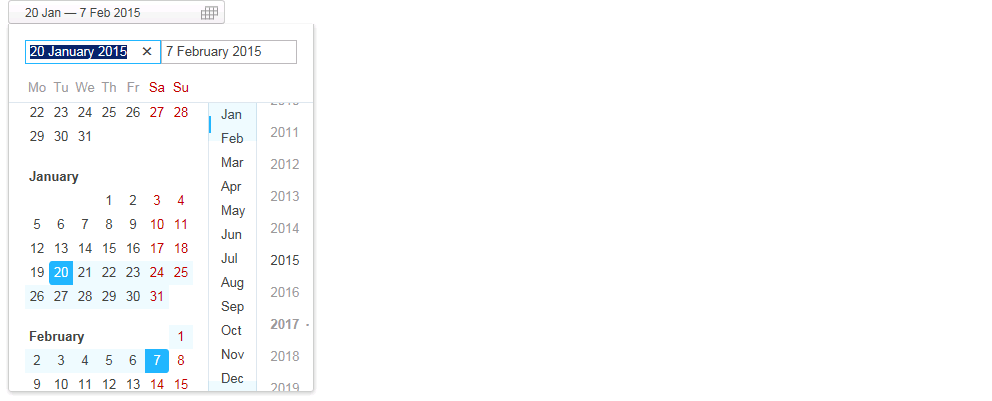 20 Jan — 7 Feb 2015
20 January 2015 ✕ 7 February 2015
Mo Tu We Th Fr Sa Su
22 23 24 25 26 27 28
29 30 31
January
1 2 3 4
5 6 7 8 9 10 11
12 13 14 15 16 17 18
19 20 21 22 23 24 25
26 27 28 29 30 31
February 1
2 3 4 5 6 7 8
9 10 11 12 13 14 15
Jan
Feb
Mar
Apr
May
Jun
Jul
Aug
Sep
Oct
Nov
Dec
2010
2011
2012
2013
2014
2015
2016
2017 •
2018
2019